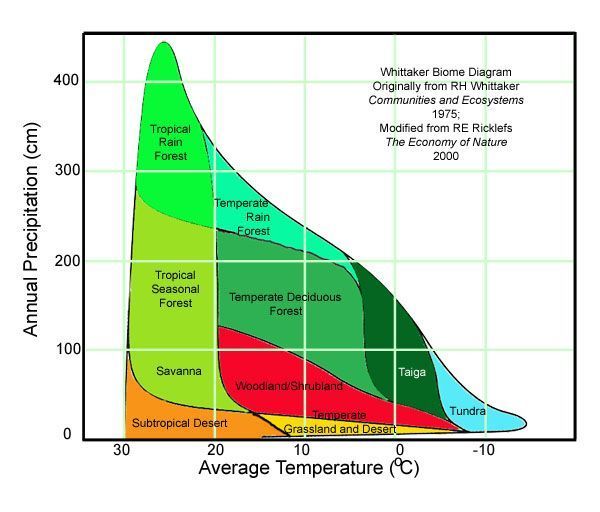 Whittaker Biome Diagram
Originally from RH Whittaker
Communities and Ecosystems
1975;
Modified from RE Ricklefs
The Economy of Nature
2000
Annual Precipitation (cm)
400
300
200
100
0
Tropical
Rain
Forest
Temperate
Rain
Forest
Tropical
Seasonal
Forest
Temperate Deciduous
Forest
Savanna
Woodland/Shrubland
Taiga
Tundra
Subtropical Desert
Temperate
Grassland and Desert
30
20
10
0
-10
Average Temperature (°C)